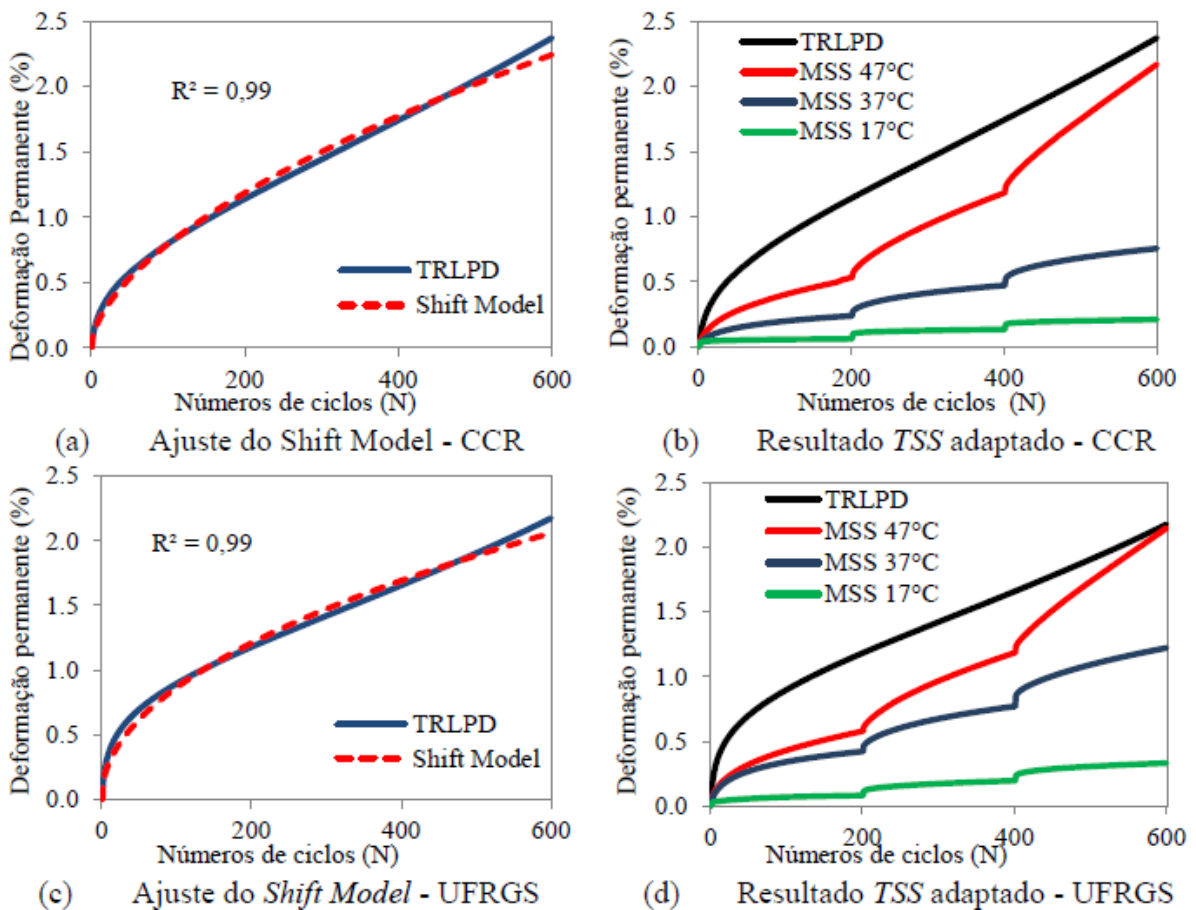 Deformação Permanente (%)
2.5
2.0
1.5
1.0
0.5
0.0
R² = 0,99
TRLPD
Shift Model
0 200 400 600
Números de ciclos (N)
(a) Ajuste do Shift Model - CCR
Deformação permanente (%)
2.5
2.0
1.5
1.0
0.5
0.0
TRLPD
MSS 47°C
MSS 37°C
MSS 17°C
0 200 400 600
Números de ciclos (N)
(b) Resultado TSS adaptado - CCR
Deformação permanente (%)
2.5
2.0
1.5
1.0
0.5
0.0
R² = 0,99
TRLPD
Shift Model
0 200 400 600
Números de ciclos (N)
(c) Ajuste do Shift Model - UFRGS
Deformação permanente (%)
2.5
2.0
1.5
1.0
0.5
0.0
TRLPD
MSS 47°C
MSS 37°C
MSS 17°C
0 200 400 600
Números de ciclos (N)
(d) Resultado TSS adaptado - UFRGS